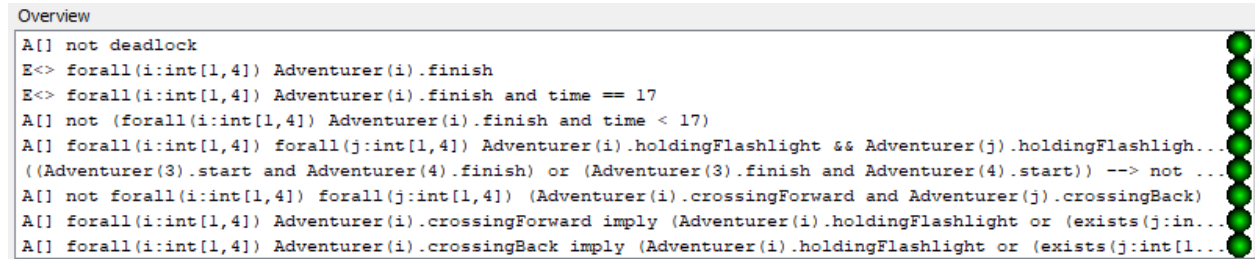 Overview
A[] not deadlock
E<> forall(i:int[1,4]) Adventurer(i).finish
E<> forall(i:int[1,4]) Adventurer(i).finish and time == 17
A[] not (forall(i:int[1,4]) Adventurer(i).finish and time < 17)
A[] forall(i:int[1,4]) forall(j:int[1,4]) Adventurer(i).holdingFlashlight && Adventurer(j).holdingFlashligh...
((Adventurer(3).start and Adventurer(4).finish) or (Adventurer(3).finish and Adventurer(4).start)) --> not ...
A[] not forall(i:int[1,4]) forall(j:int[1,4]) (Adventurer(i).crossingForward and Adventurer(j).crossingBack)
A[] forall(i:int[1,4]) Adventurer(i).crossingForward imply (Adventurer(i).holdingFlashlight or (exists(j:in...
A[] forall(i:int[1,4]) Adventurer(i).crossingBack imply (Adventurer(i).holdingFlashlight or (exists(j:int[1...